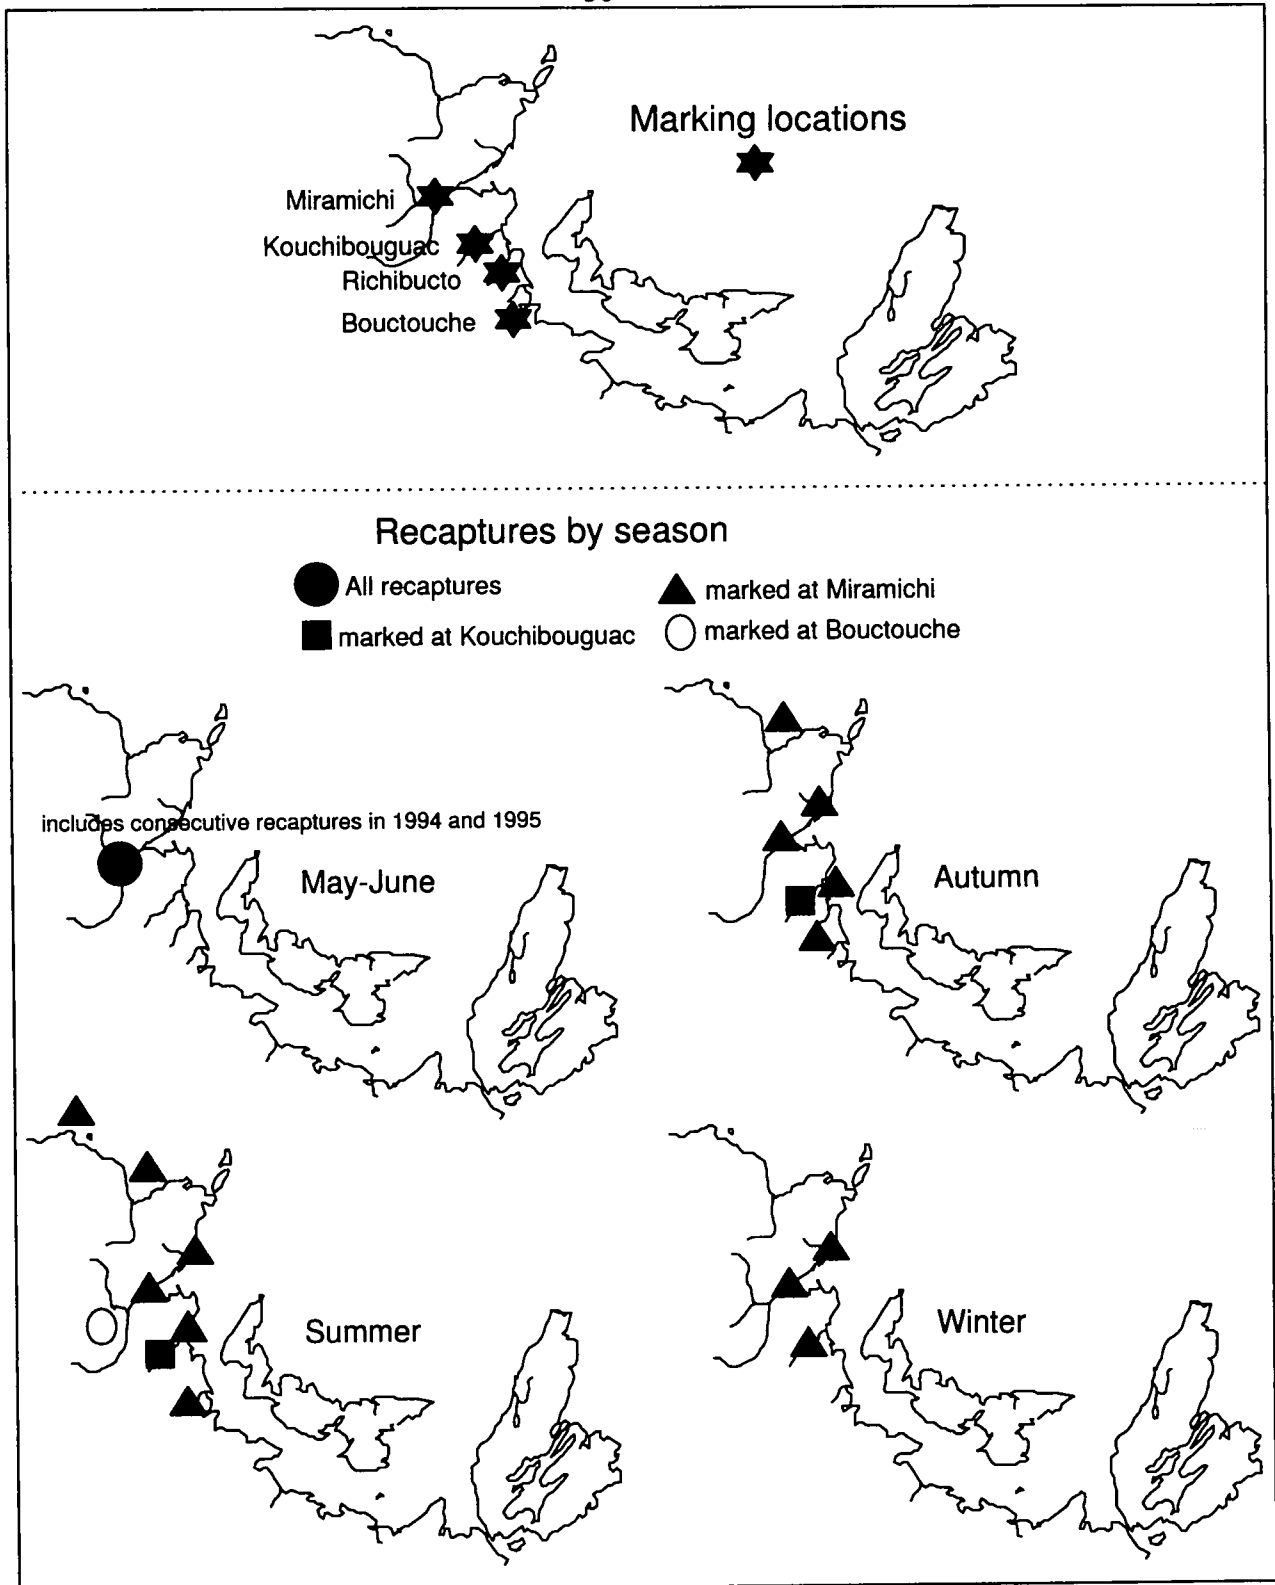 Marking locations
Miramichi
Kouchibouguac
Richibucto
Bouctouche
Recaptures by season
All recaptures
marked at Miramichi
marked at Kouchibouguac
marked at Bouctouche
includes consecutive recaptures in 1994 and 1995
May-June
Autumn
Summer
Winter